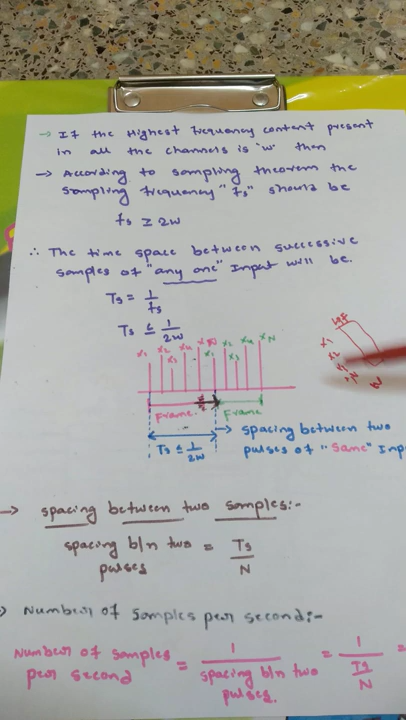 → If the Highest frequency content present
in all the channels is 'w' then
→ According to sampling theorem the
sampling frequency "fs" should be
fs ≥ 2w
∴ The time space between successive
samples of "any one" Input will be.
Ts = 1/fs
Ts ≤ 1/2w
x1 x2 x3 x4 xN x1 x2 x3 x4 xN
LPF
x1
x2
xN
w
Frame Frame
Ts ≤ 1/2w
→ spacing between two
pulses of "same" Inp
→ spacing between two samples:-
spacing b/n two pulses = Ts/N
Number of samples per second:-
Number of samples per second = 1/spacing b/n two pulses. = 1/Ts/N =